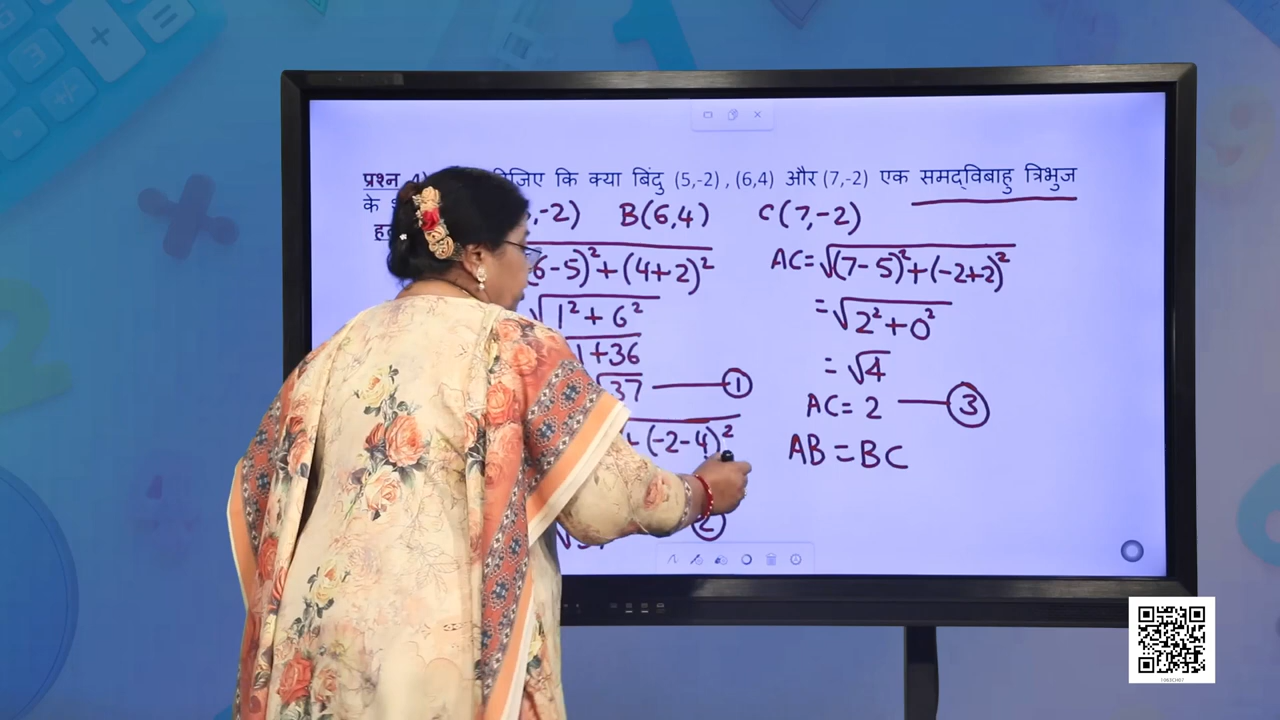 प्रश्न कि क्या बिंदु (5,-2) , (6,4) और (7,-2) एक समद्विबाहु त्रिभुज
के
,-2) B(6,4) C(7,-2)
6-5)²+(4+2)²
√1²+6²
1+36
37 ——— ①
+(-2-4)²
②
AC=√(7-5)²+(-2+2)²
=√2²+0²
=√4
AC=2 ——— ③
AB=BC
1063CH07